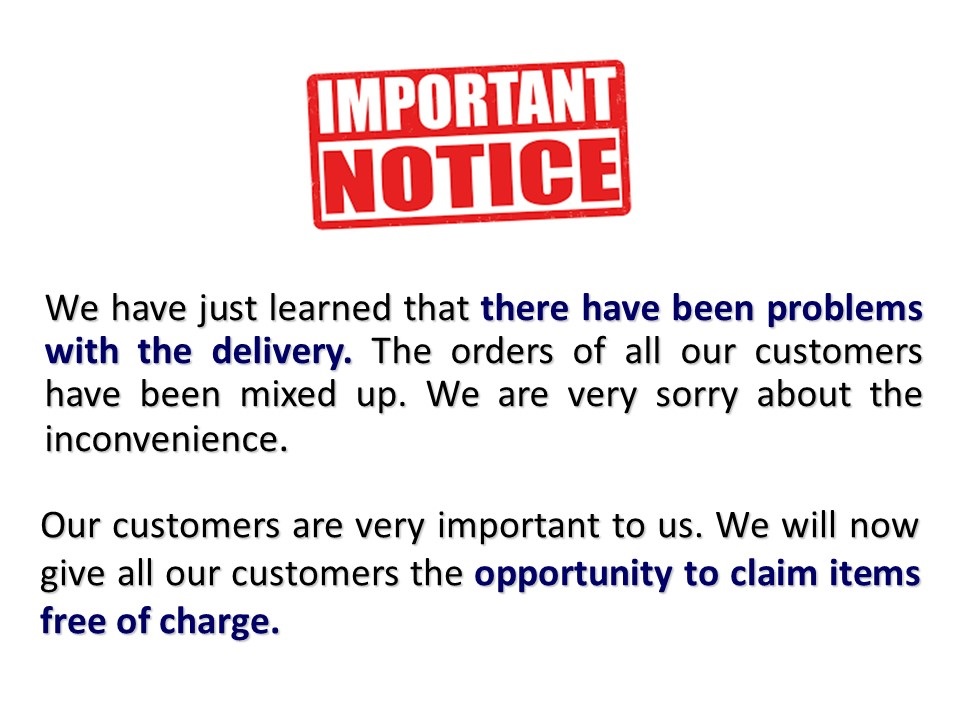 IMPORTANT
NOTICE
We have just learned that there have been problems
with the delivery. The orders of all our customers
have been mixed up. We are very sorry about the
inconvenience.
Our customers are very important to us. We will now
give all our customers the opportunity to claim items
free of charge.